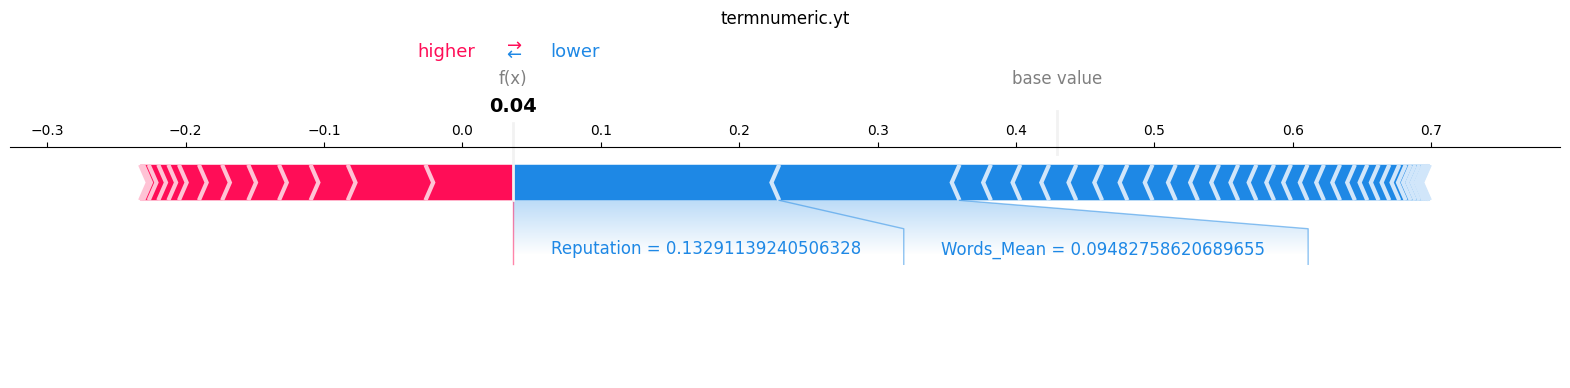 termnumeric.yt
higher ⇄ lower
f(x) base value
0.04
−0.3 −0.2 −0.1 0.0 0.1 0.2 0.3 0.4 0.5 0.6 0.7
Reputation = 0.13291139240506328 Words_Mean = 0.09482758620689655